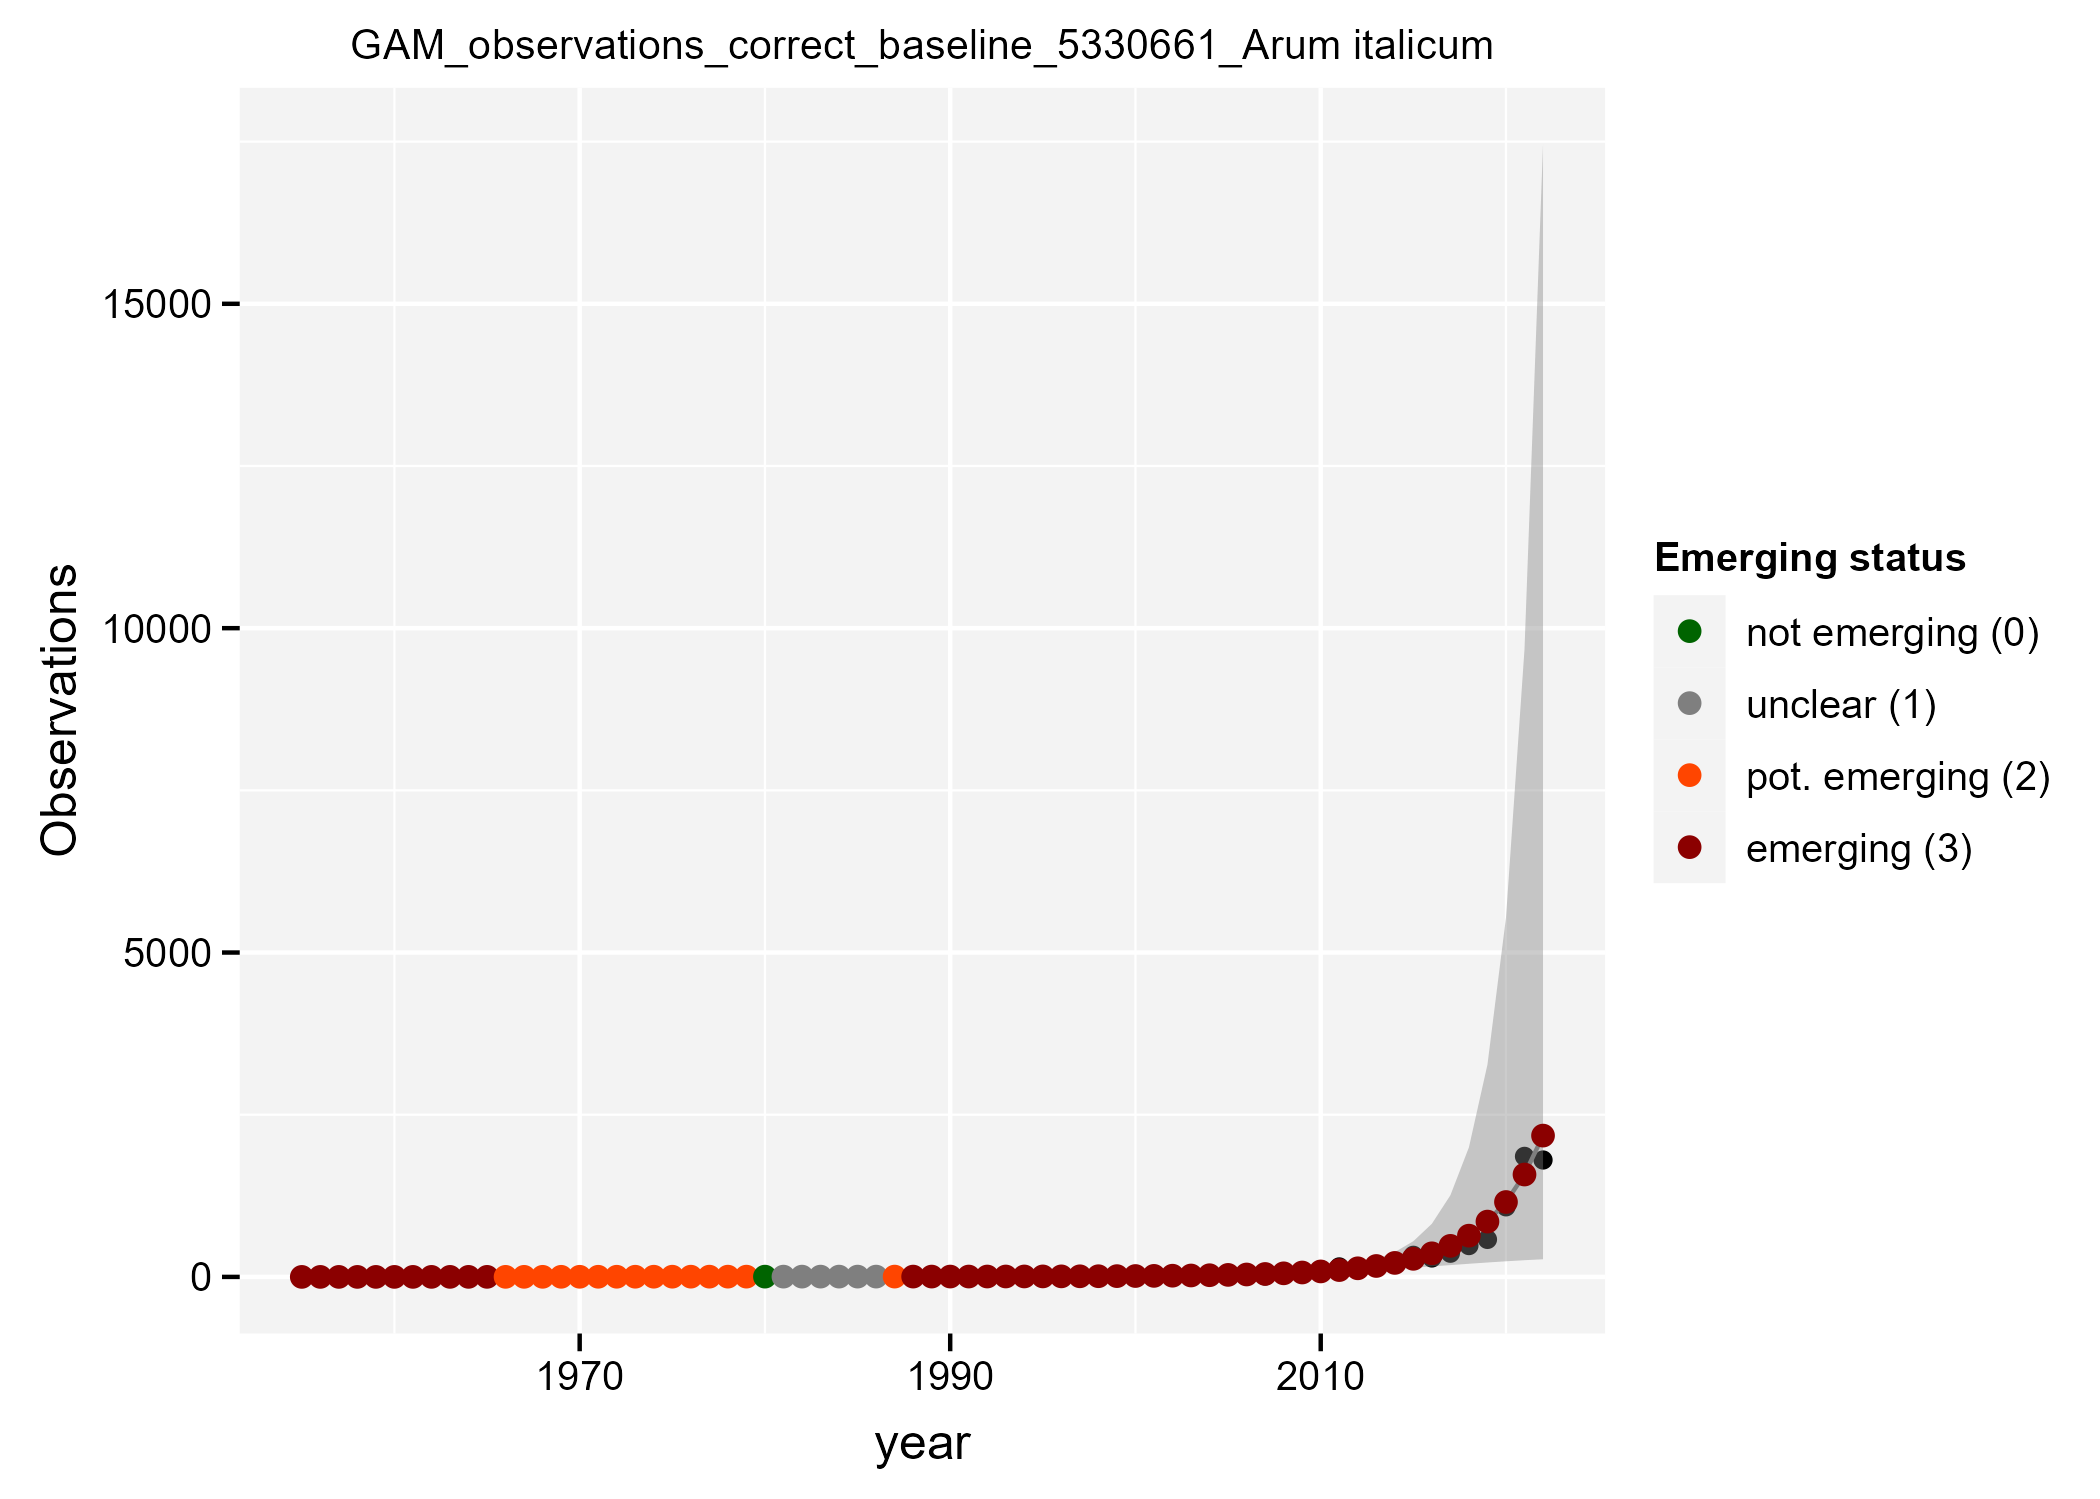 GAM_observations_correct_baseline_5330661_Arum italicum
Observations
15000
10000
5000
0
1970
1990
2010
year
Emerging status
not emerging (0)
unclear (1)
pot. emerging (2)
emerging (3)